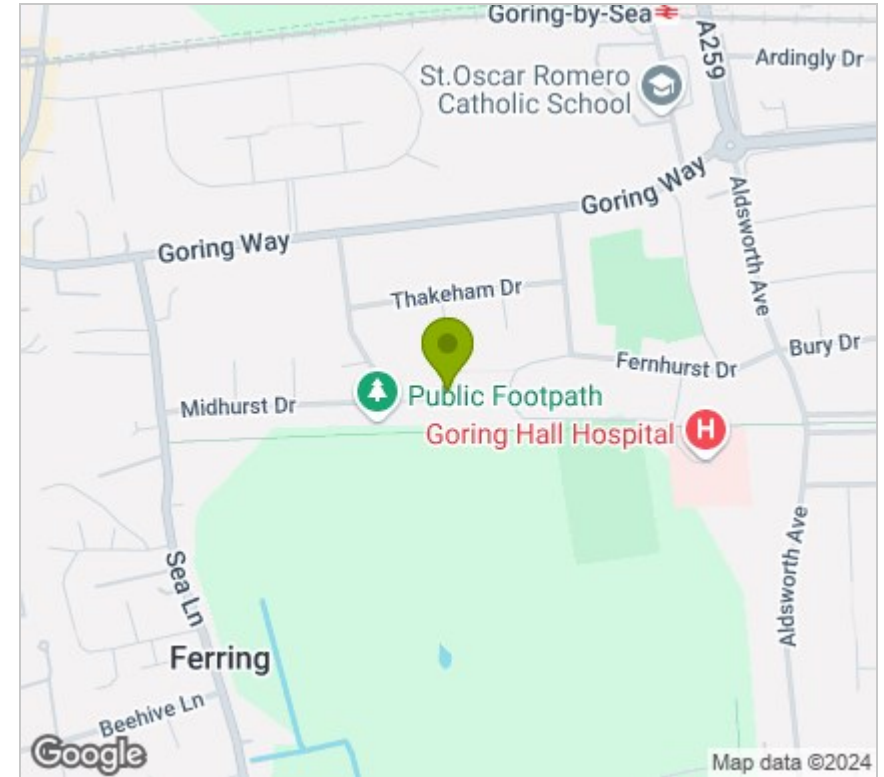 Goring-by-Sea
A259
Ardingly Dr
St.Oscar Romero
Catholic School
Goring Way
Goring Way
Aldsworth Ave
Thakeham Dr
Bury Dr
Fernhurst Dr
Public Footpath
Midhurst Dr
Goring Hall Hospital
H
Sea Ln
Aldsworth Ave
Ferring
Beehive Ln
Google
Map data ©2024